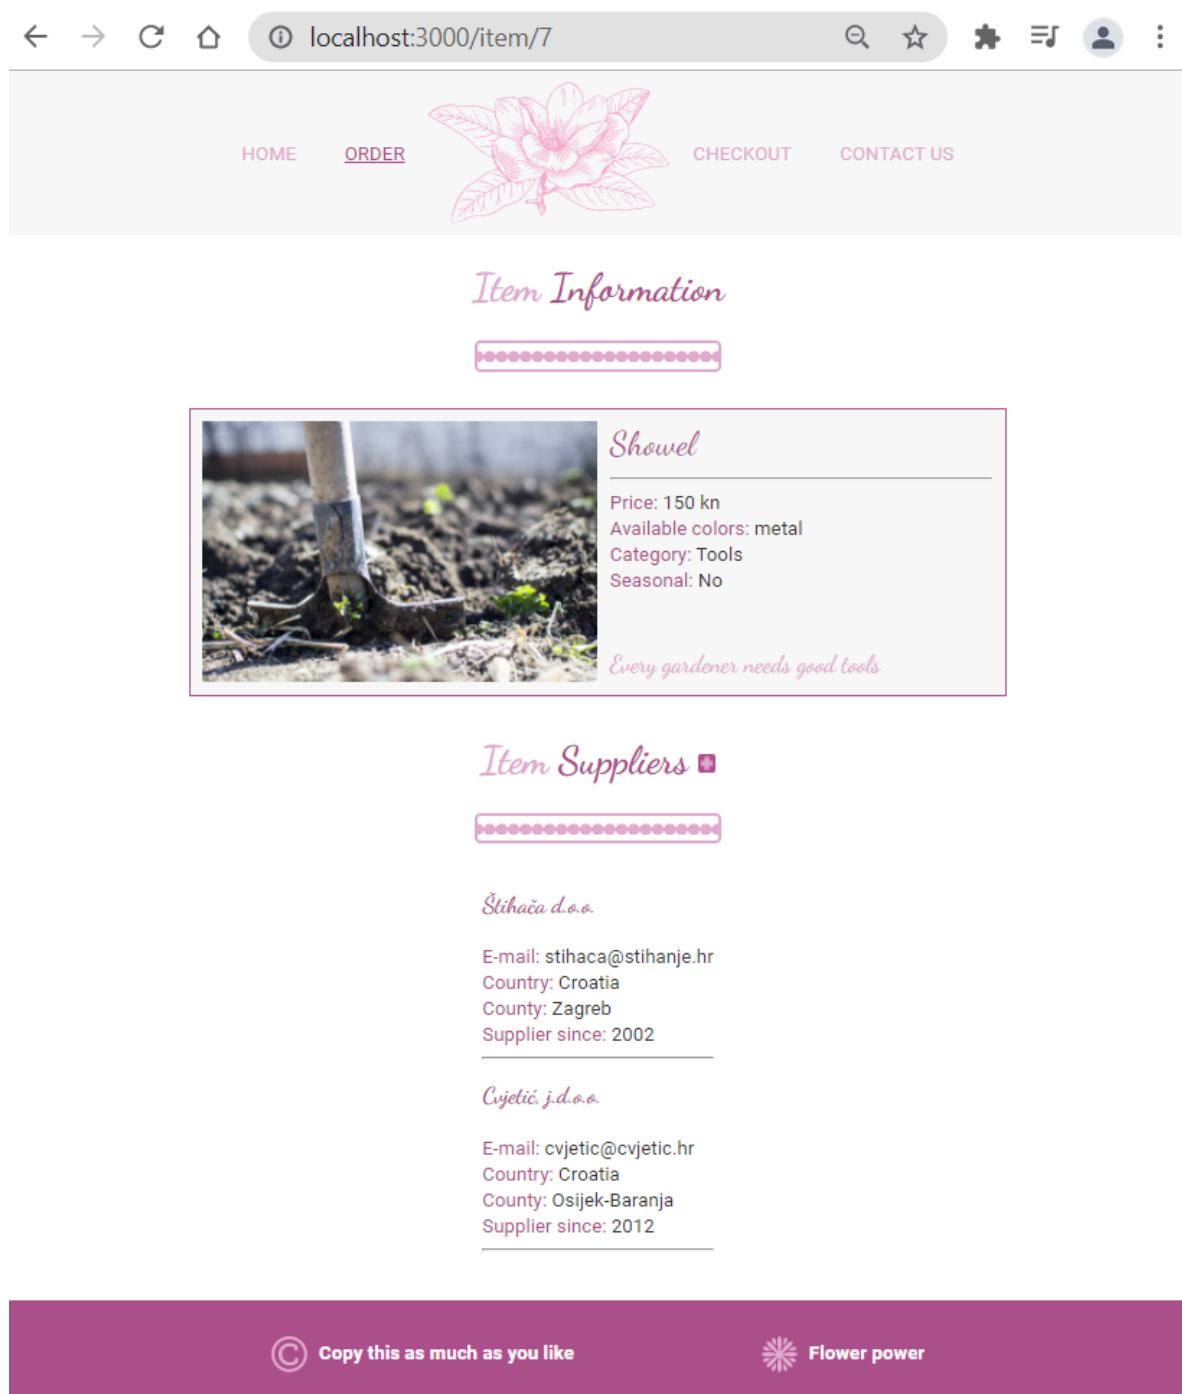 localhost:3000/item/7
HOME ORDER CHECKOUT CONTACT US
Item Information
Showel
Price: 150 kn
Available colors: metal
Category: Tools
Seasonal: No
Every gardener needs good tools
Item Suppliers
Štihača d.o.o.
E-mail: stihaca@stihanje.hr
Country: Croatia
County: Zagreb
Supplier since: 2002
Cvjetić, j.d.o.o.
E-mail: cvjetic@cvjetic.hr
Country: Croatia
County: Osijek-Baranja
Supplier since: 2012
© Copy this as much as you like Flower power